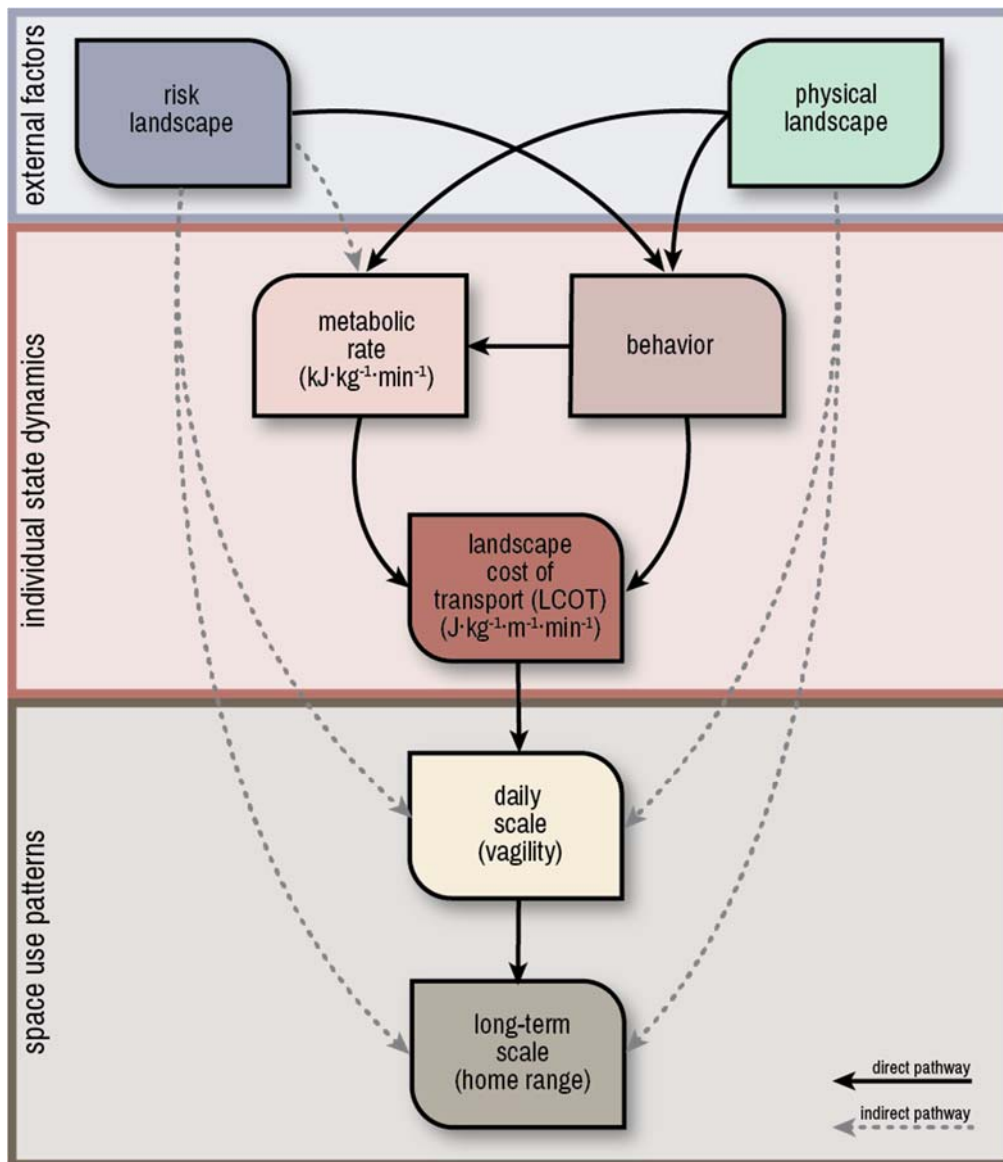 external factors
risk
landscape
physical
landscape
individual state dynamics
metabolic
rate
(kJ·kg⁻¹·min⁻¹)
behavior
landscape
cost of
transport (LCOT)
(J·kg⁻¹·m⁻¹·min⁻¹)
space use patterns
daily
scale
(vagility)
long-term
scale
(home range)
direct pathway
indirect pathway